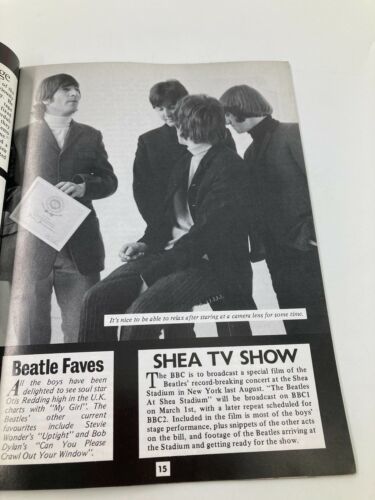 It's nice to be able to relax after staring at a camera lens for some time.
Beatle Faves
All the boys have been
delighted to see soul star
Otis Redding high in the U.K.
charts with "My Girl". The
Beatles' other current
favourites include Stevie
Wonder's "Uptight" and Bob
Dylan's "Can You Please
Crawl Out Your Window".
SHEA TV SHOW
The BBC is to broadcast a special film of the
Beatles' record-breaking concert at the Shea
Stadium in New York last August. "The Beatles
At Shea Stadium" will be broadcast on BBC1
on March 1st, with a later repeat scheduled for
BBC2. Included in the film is most of the boys'
stage performance, plus snippets of the other acts
on the bill, and footage of the Beatles arriving at
the Stadium and getting ready for the show.
15